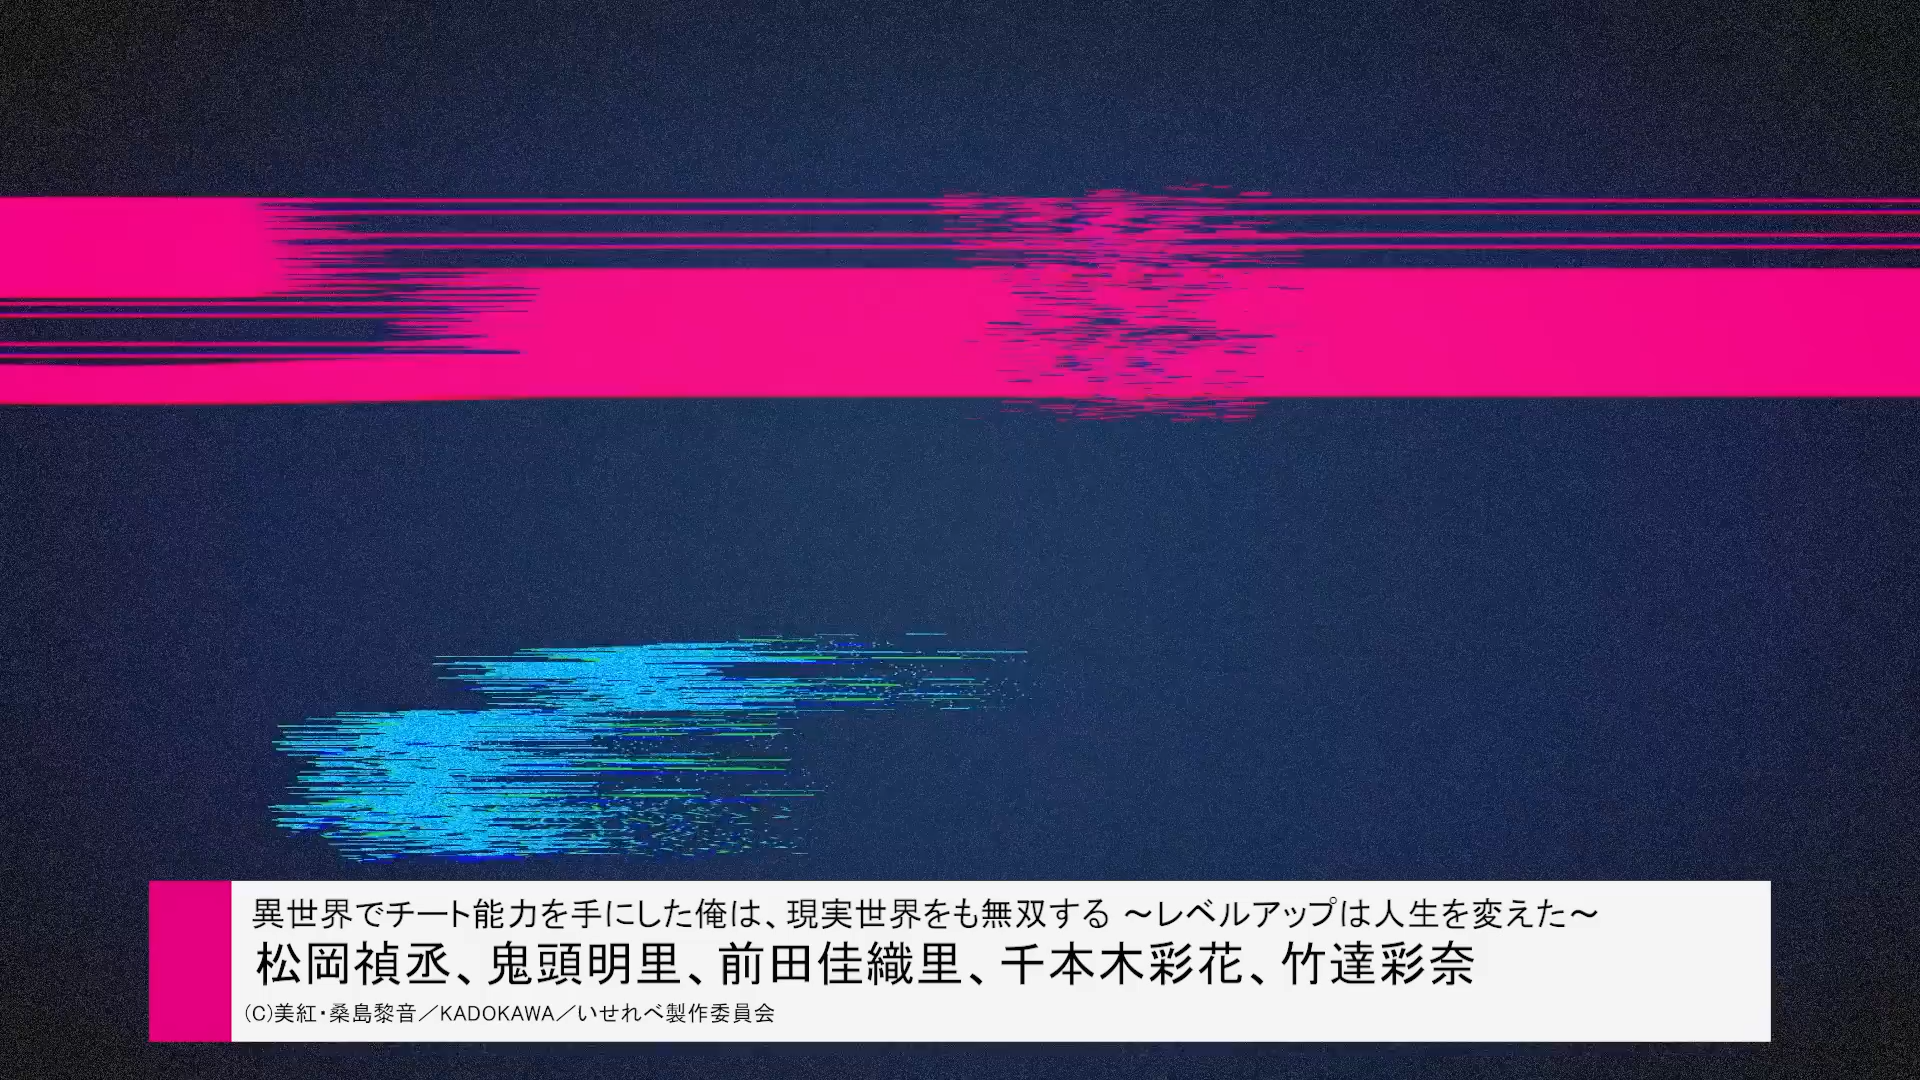 異世界でチート能力を手にした俺は、現実世界をも無双する ～レベルアップは人生を変えた～
松岡禎丞、鬼頭明里、前田佳織里、千本木彩花、竹達彩奈
(C)美紅・桑島黎音／KADOKAWA／いせれべ製作委員会